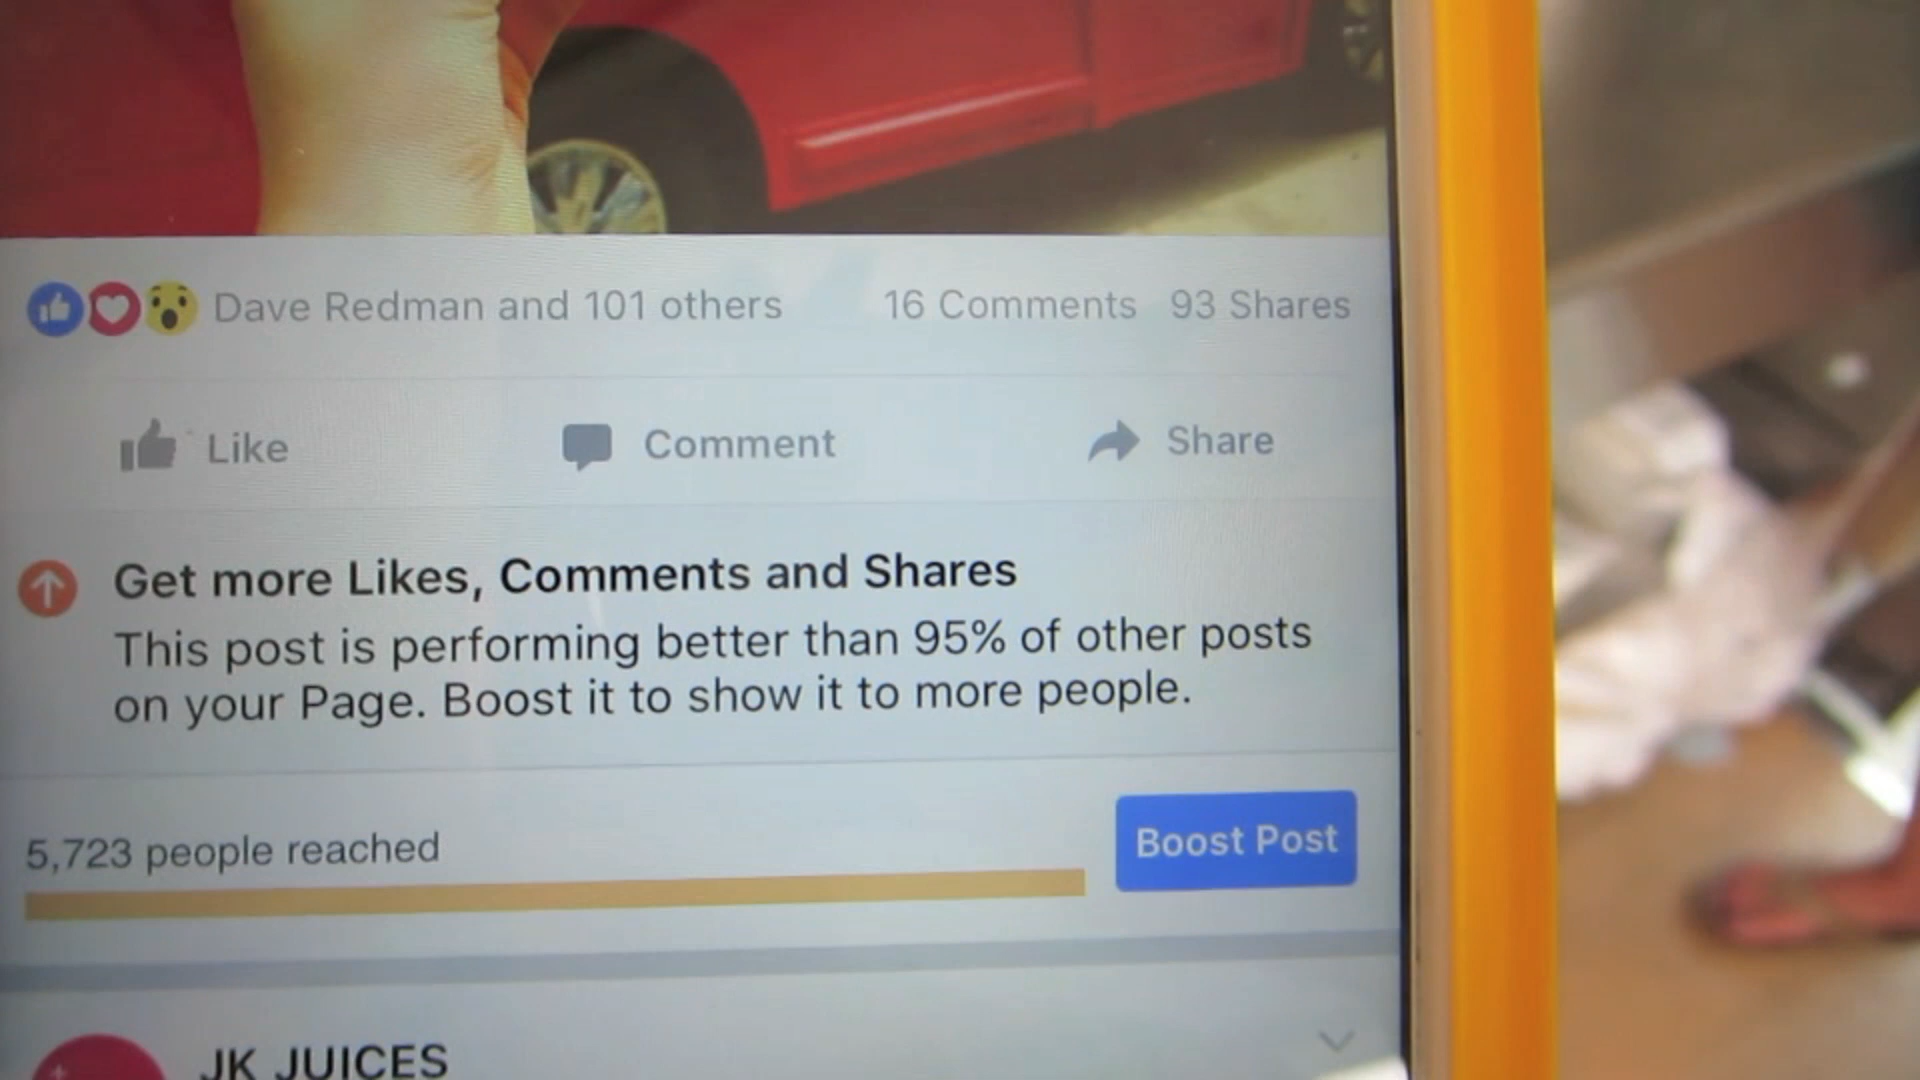 Dave Redman and 101 others 16 Comments 93 Shares
Like Comment Share
Get more Likes, Comments and Shares
This post is performing better than 95% of other posts
on your Page. Boost it to show it to more people.
5,723 people reached
Boost Post
JK JUICES